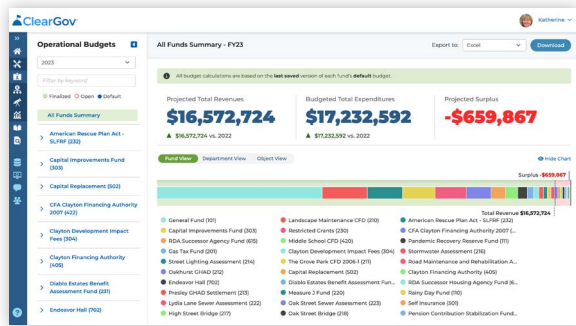 ClearGov
Katherine
Operational Budgets
2023
Filter by keyword
Finalized Open Default
All Funds Summary
American Rescue Plan Act -
SLFRF (232)
Capital Improvements Fund
(303)
Capital Replacement (502)
CFA Clayton Financing Authority
2007 (422)
Clayton Development Impact
Fees (304)
Clayton Financing Authority
(405)
Diablo Estates Benefit
Assessment Fund (231)
Endeavor Hall (702)
All Funds Summary - FY23
Export to: Excel Download
All budget calculations are based on the last saved version of each fund's default budget.
Projected Total Revenues
$16,572,724
▲ $16,572,724 vs. 2022
Budgeted Total Expenditures
$17,232,592
▲ $17,232,592 vs. 2022
Projected Surplus
-$659,867
Fund View Department View Object View
Hide Chart
Surplus -$659,867
Total Revenue $16,572,724
General Fund (101) Landscape Maintenance CFD (210) American Rescue Plan Act - SLFRF (232)
Capital Improvements Fund (303) Restricted Grants (230) CFA Clayton Financing Authority 2007 (...
RDA Successor Agency Fund (615) Middle School CFD (420) Pandemic Recovery Reserve Fund (111)
Gas Tax Fund (201) Clayton Development Impact Fees (304) Stormwater Assessment (216)
Street Lighting Assessment (214) The Grove Park CFD 2006-1 (211) Road Maintenance and Rehabilitation A...
Oakhurst GHAD (212) Capital Replacement (502) Clayton Financing Authority (405)
Endeavor Hall (702) Diablo Estates Benefit Assessment Fun... RDA Successor Housing Agency Fund (6...
Presley GHAD Settlement (213) Measure J Fund (220) Rainy Day Fund (110)
Lydia Lane Sewer Assessment (222) Oak Street Sewer Assessment (223) Self Insurance (501)
High Street Bridge (217) Oak Street Bridge (218) Pension Contribution Stabilization Fund...